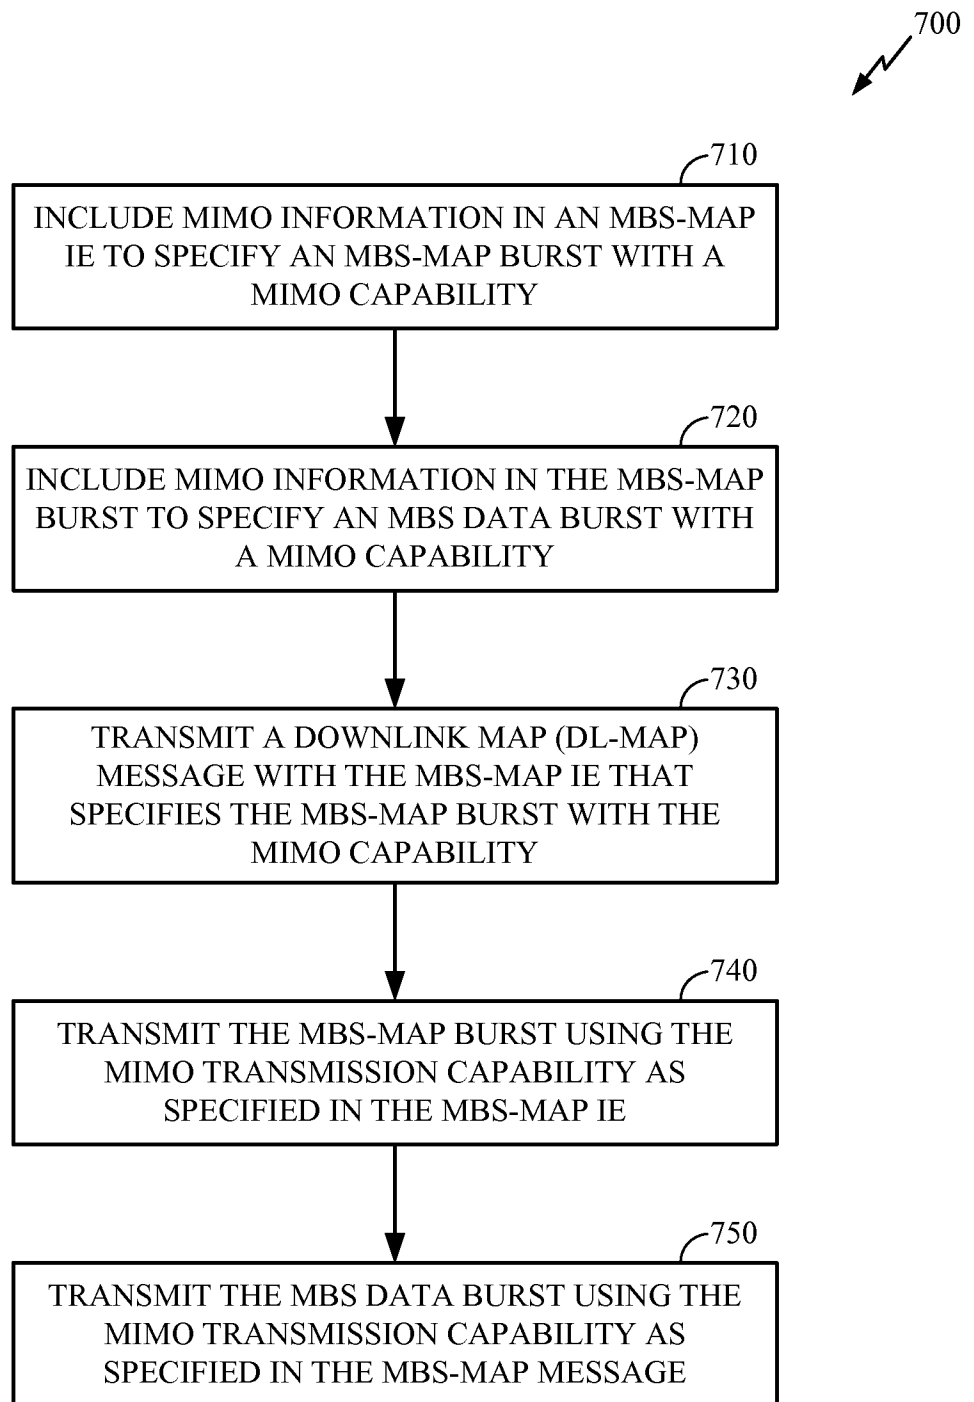 700
710
INCLUDE MIMO INFORMATION IN AN MBS-MAP
IE TO SPECIFY AN MBS-MAP BURST WITH A
MIMO CAPABILITY
720
INCLUDE MIMO INFORMATION IN THE MBS-MAP
BURST TO SPECIFY AN MBS DATA BURST WITH
A MIMO CAPABILITY
730
TRANSMIT A DOWNLINK MAP (DL-MAP)
MESSAGE WITH THE MBS-MAP IE THAT
SPECIFIES THE MBS-MAP BURST WITH THE
MIMO CAPABILITY
740
TRANSMIT THE MBS-MAP BURST USING THE
MIMO TRANSMISSION CAPABILITY AS
SPECIFIED IN THE MBS-MAP IE
750
TRANSMIT THE MBS DATA BURST USING THE
MIMO TRANSMISSION CAPABILITY AS
SPECIFIED IN THE MBS-MAP MESSAGE